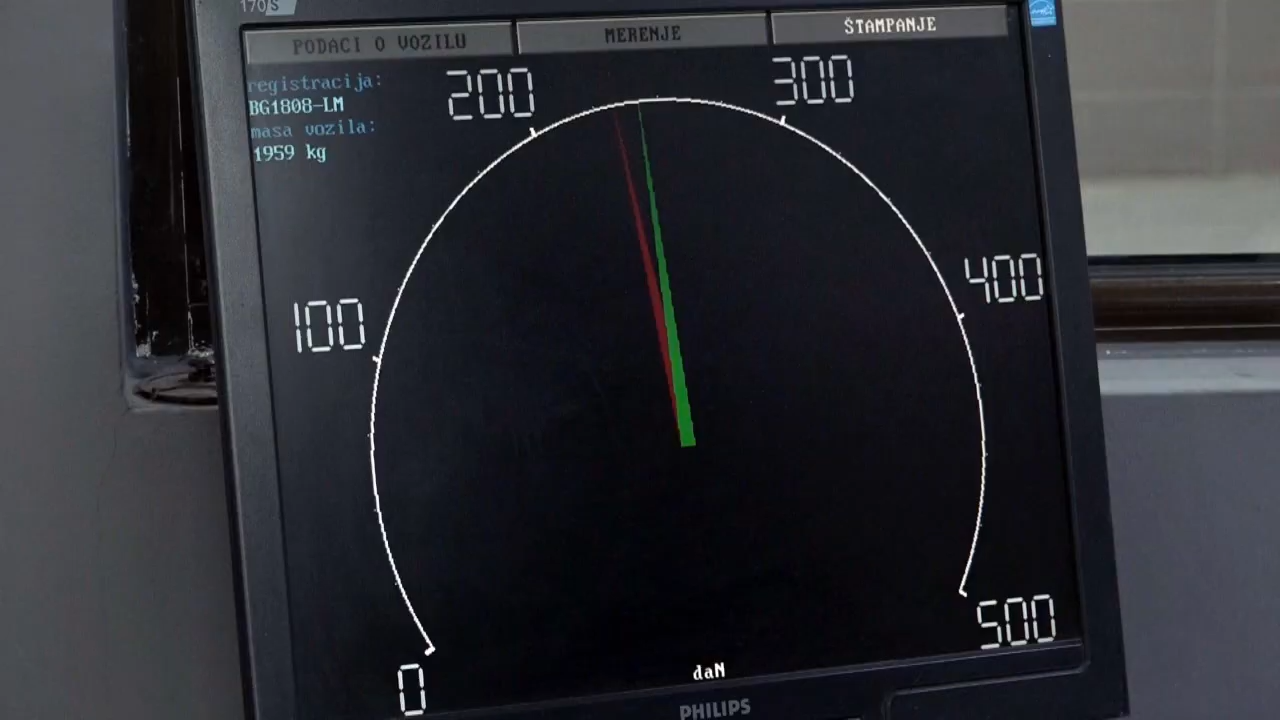 170S
PODACI O VOZILU
MERENJE
ŠTAMPANJE
registracija:
BG1808-LM
masa vozila:
1959 kg
0
100
200
300
400
500
daN
PHILIPS